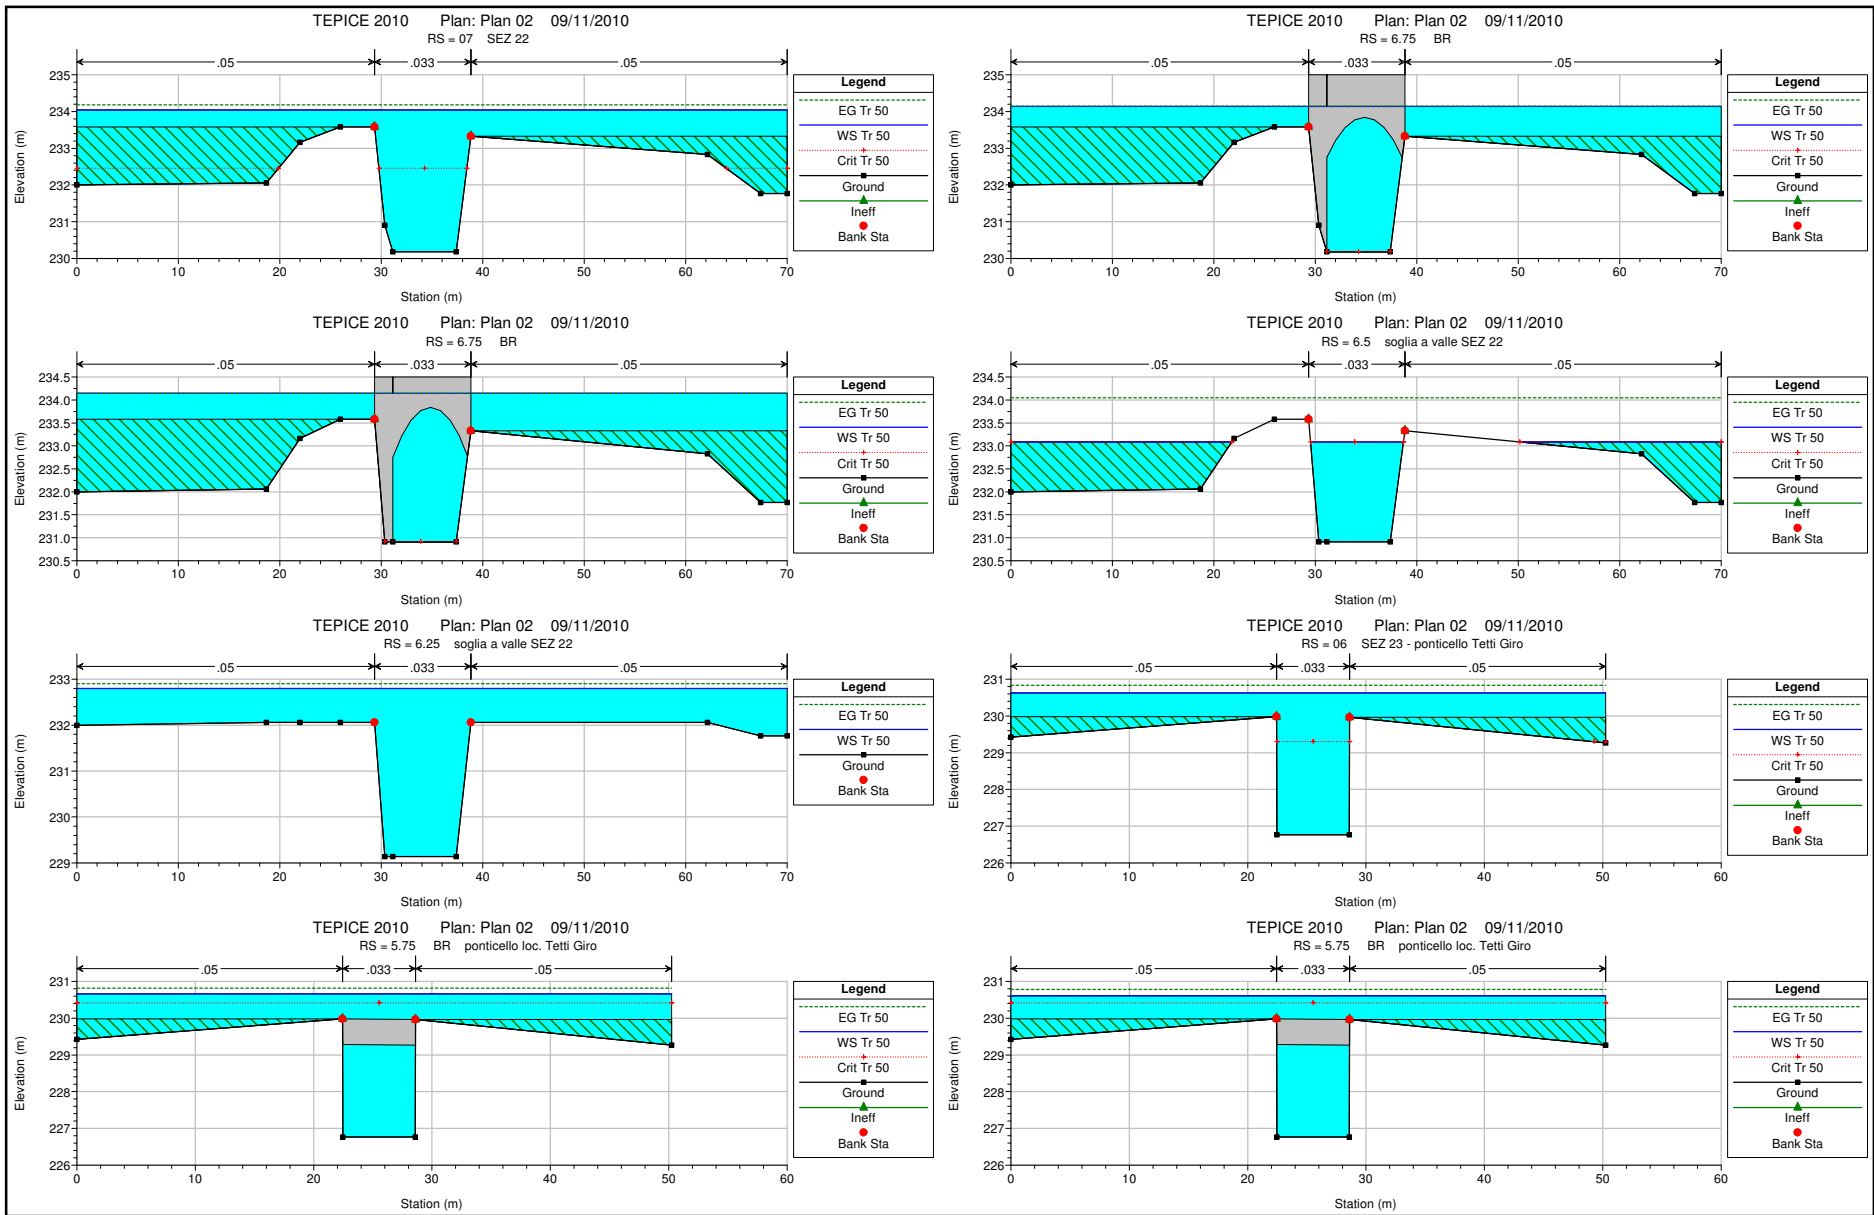 TEPICE 2010 Plan: Plan 02 09/11/2010
RS = 07 SEZ 22
.05 .033 .05
235
234
233
232
231
230
0 10 20 30 40 50 60 70
Elevation (m)
Station (m)
Legend
EG Tr 50
WS Tr 50
Crit Tr 50
Ground
Ineff
Bank Sta
TEPICE 2010 Plan: Plan 02 09/11/2010
RS = 6.75 BR
.05 .033 .05
235
234
233
232
231
230
0 10 20 30 40 50 60 70
Elevation (m)
Station (m)
Legend
EG Tr 50
WS Tr 50
Crit Tr 50
Ground
Ineff
Bank Sta
TEPICE 2010 Plan: Plan 02 09/11/2010
RS = 6.75 BR
.05 .033 .05
234.5
234.0
233.5
233.0
232.5
232.0
231.5
231.0
230.5
0 10 20 30 40 50 60 70
Elevation (m)
Station (m)
Legend
EG Tr 50
WS Tr 50
Crit Tr 50
Ground
Ineff
Bank Sta
TEPICE 2010 Plan: Plan 02 09/11/2010
RS = 6.5 soglia a valle SEZ 22
.05 .033 .05
234.5
234.0
233.5
233.0
232.5
232.0
231.5
231.0
230.5
0 10 20 30 40 50 60 70
Elevation (m)
Station (m)
Legend
EG Tr 50
WS Tr 50
Crit Tr 50
Ground
Ineff
Bank Sta
TEPICE 2010 Plan: Plan 02 09/11/2010
RS = 6.25 soglia a valle SEZ 22
.05 .033 .05
233
232
231
230
229
0 10 20 30 40 50 60 70
Elevation (m)
Station (m)
Legend
EG Tr 50
WS Tr 50
Ground
Bank Sta
TEPICE 2010 Plan: Plan 02 09/11/2010
RS = 06 SEZ 23 - ponticello Tetti Giro
.05 .033 .05
231
230
229
228
227
226
0 10 20 30 40 50 60
Elevation (m)
Station (m)
Legend
EG Tr 50
WS Tr 50
Crit Tr 50
Ground
Ineff
Bank Sta
TEPICE 2010 Plan: Plan 02 09/11/2010
RS = 5.75 BR ponticello loc. Tetti Giro
.05 .033 .05
231
230
229
228
227
226
0 10 20 30 40 50 60
Elevation (m)
Station (m)
Legend
EG Tr 50
WS Tr 50
Crit Tr 50
Ground
Ineff
Bank Sta
TEPICE 2010 Plan: Plan 02 09/11/2010
RS = 5.75 BR ponticello loc. Tetti Giro
.05 .033 .05
231
230
229
228
227
226
0 10 20 30 40 50 60
Elevation (m)
Station (m)
Legend
EG Tr 50
WS Tr 50
Crit Tr 50
Ground
Ineff
Bank Sta